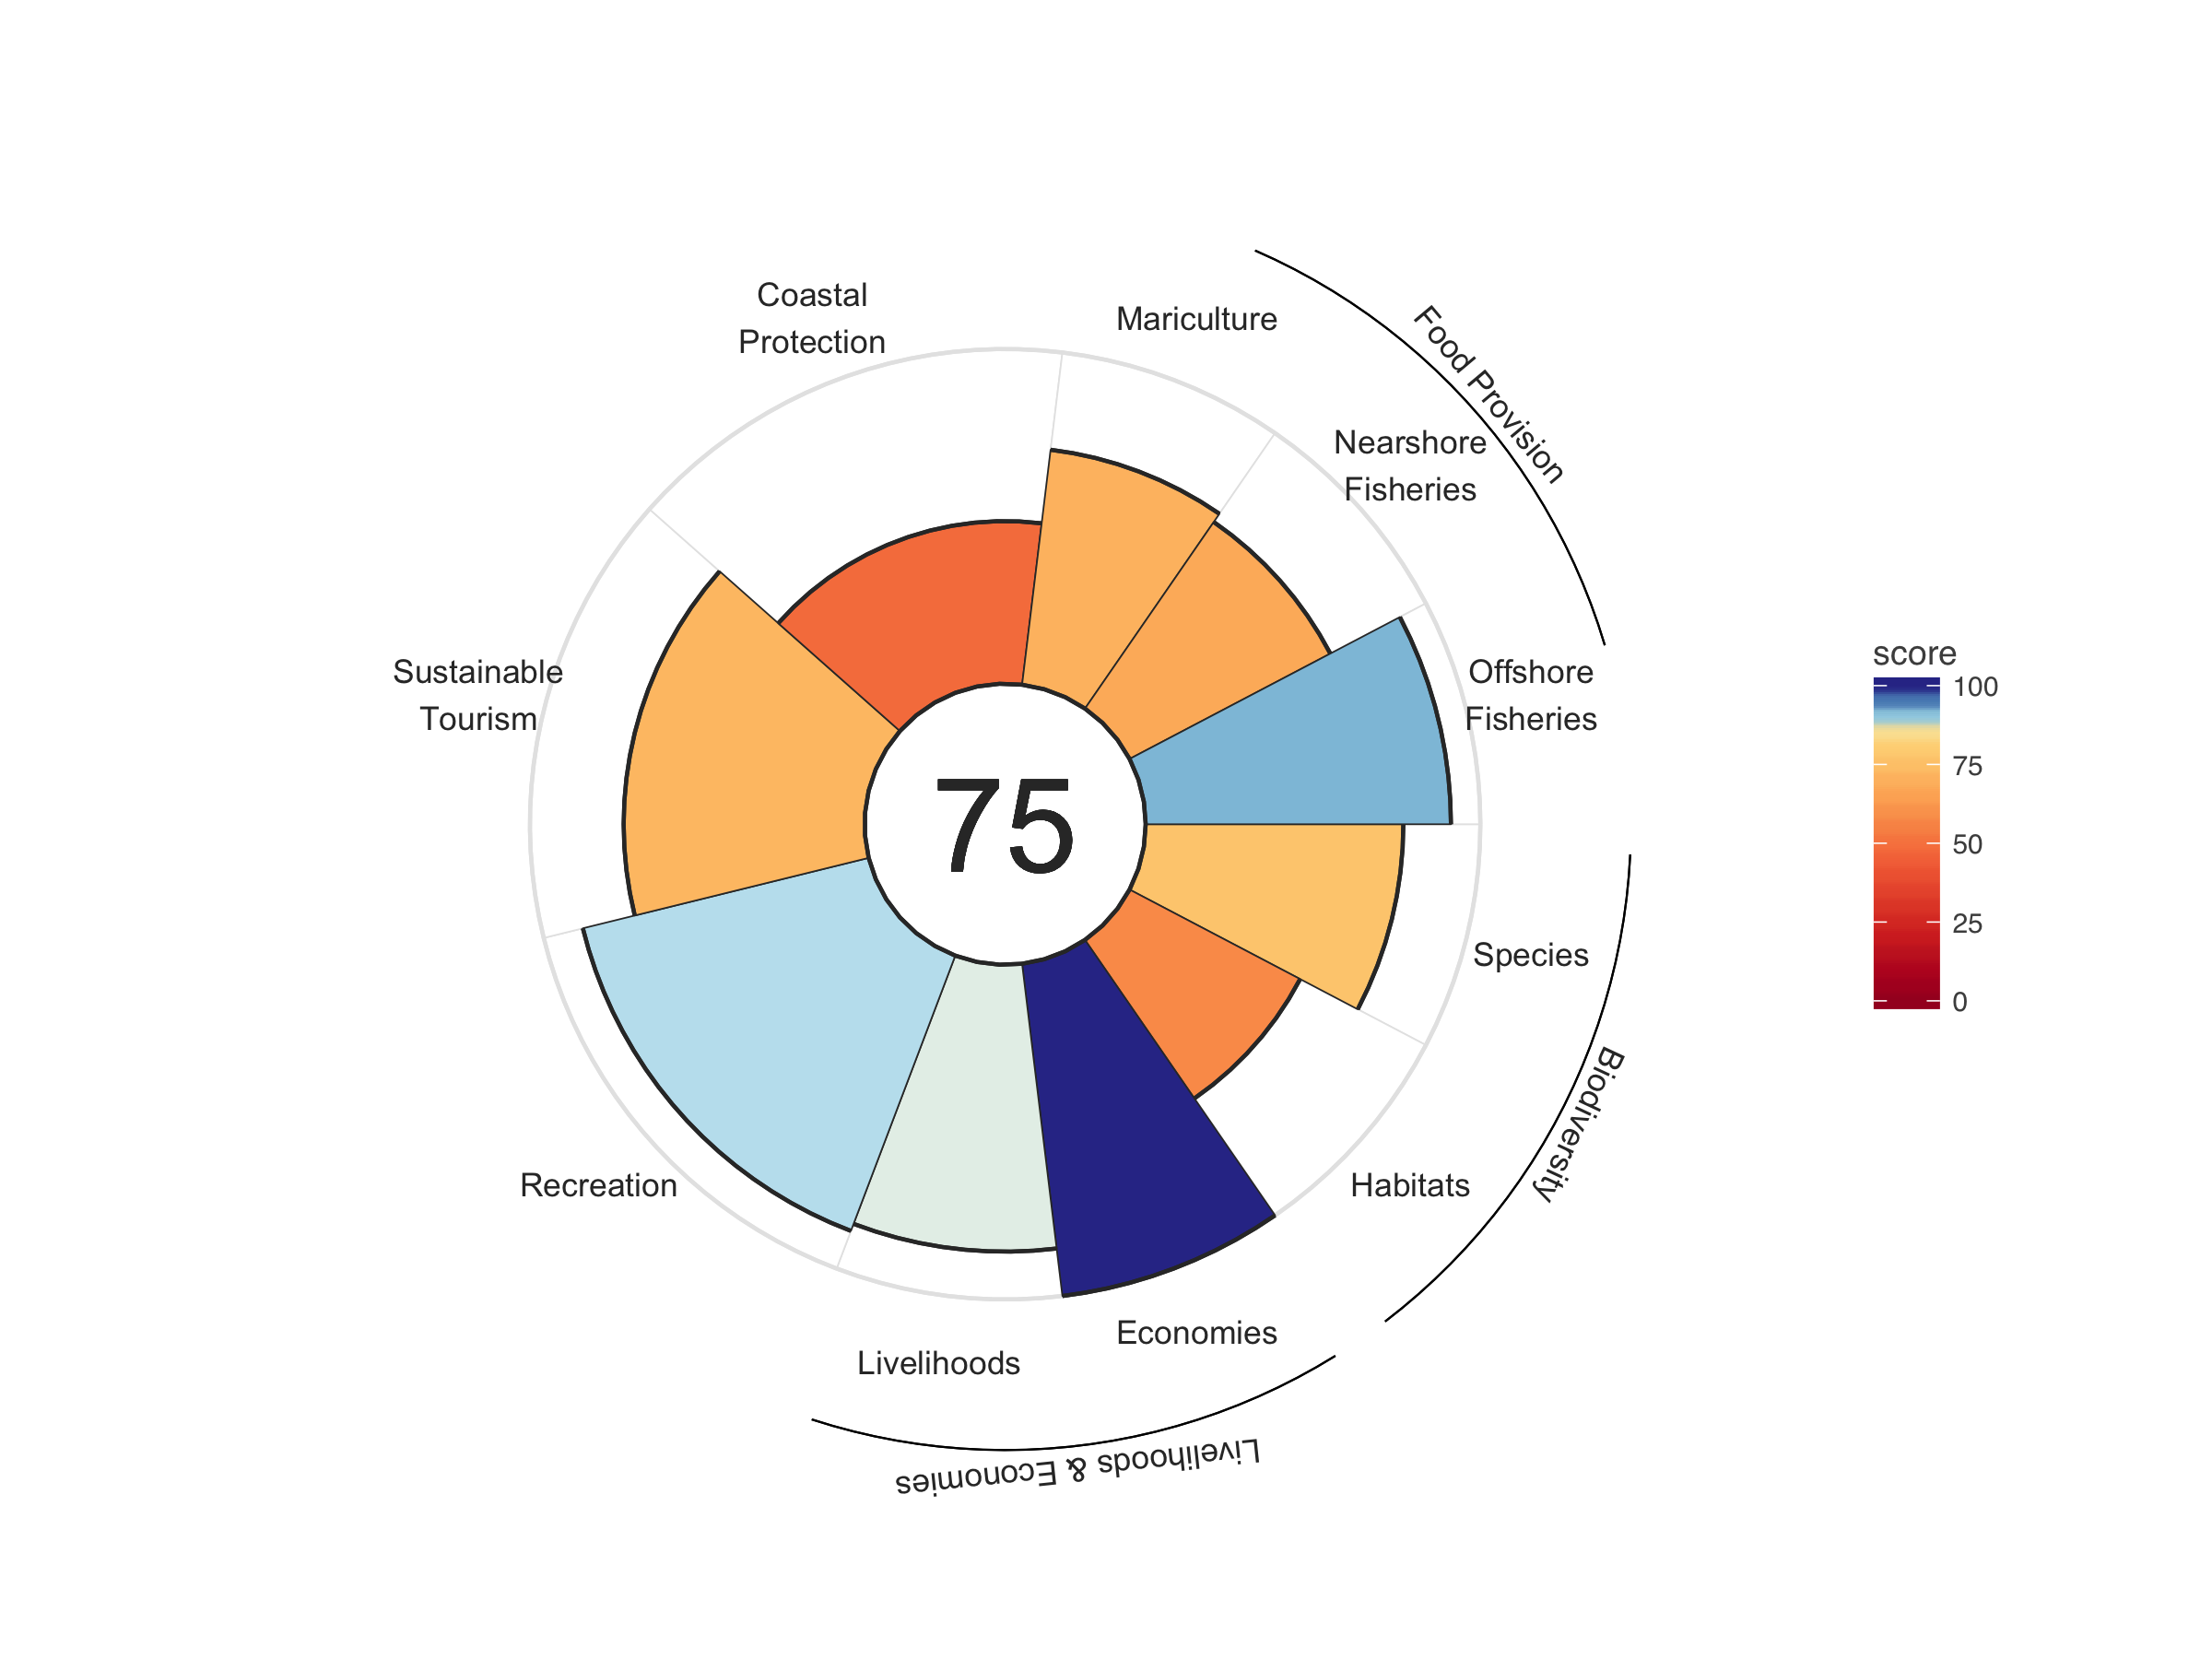 Coastal
Protection
Mariculture
Food Provision
Nearshore
Fisheries
Offshore
Fisheries
Sustainable
Tourism
75
score
100
75
50
25
0
Species
Biodiversity
Habitats
Recreation
Economies
Livelihoods
Livelihoods & Economies